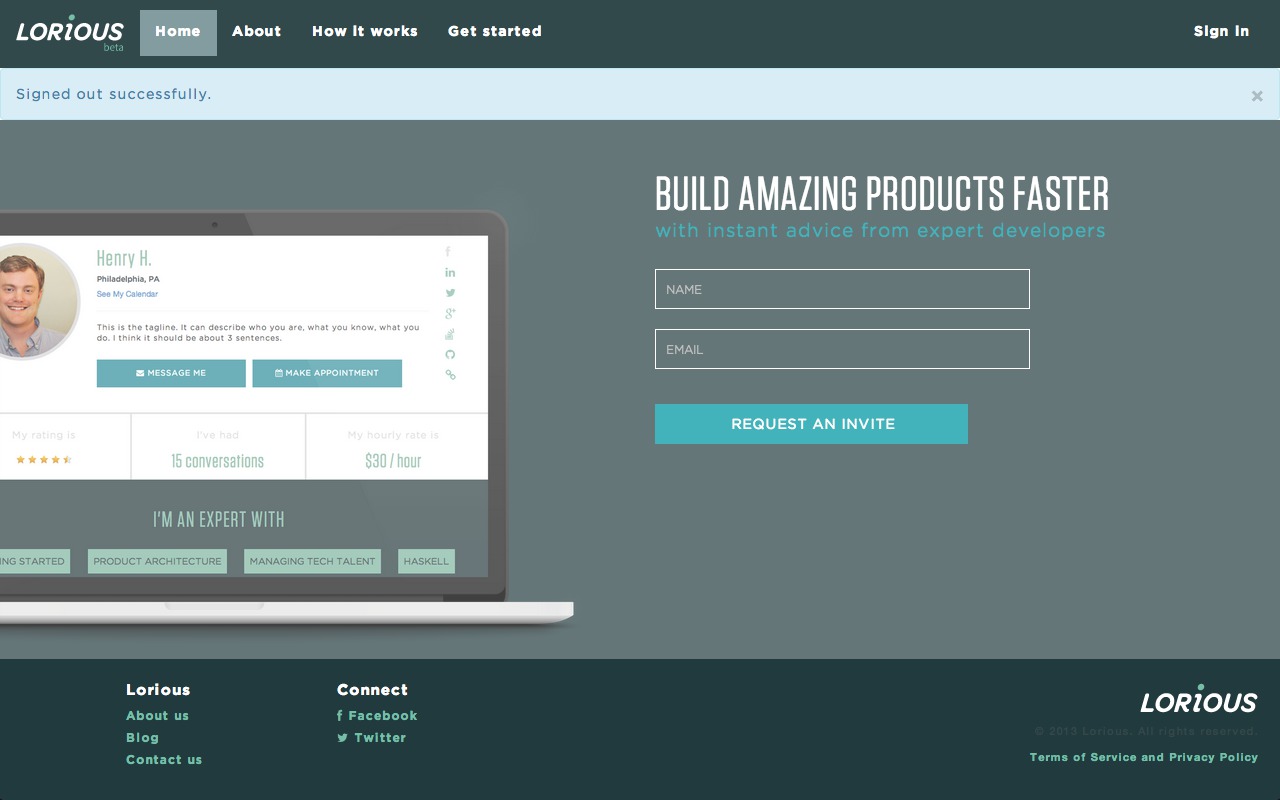 LORIOUS
beta
Home
About
How it works
Get started
Sign in
Signed out successfully.
×
BUILD AMAZING PRODUCTS FASTER
with instant advice from expert developers
NAME
EMAIL
REQUEST AN INVITE
Henry H.
Philadelphia, PA
See My Calendar
This is the tagline. It can describe who you are, what you know, what you
do. I think it should be about 3 sentences.
MESSAGE ME
MAKE APPOINTMENT
My rating is
I've had
15 conversations
My hourly rate is
$30 / hour
I'M AN EXPERT WITH
STARTED
PRODUCT ARCHITECTURE
MANAGING TECH TALENT
HASKELL
Lorious
About us
Blog
Contact us
Connect
Facebook
Twitter
LORIOUS
© 2013 Lorious. All rights reserved.
Terms of Service and Privacy Policy